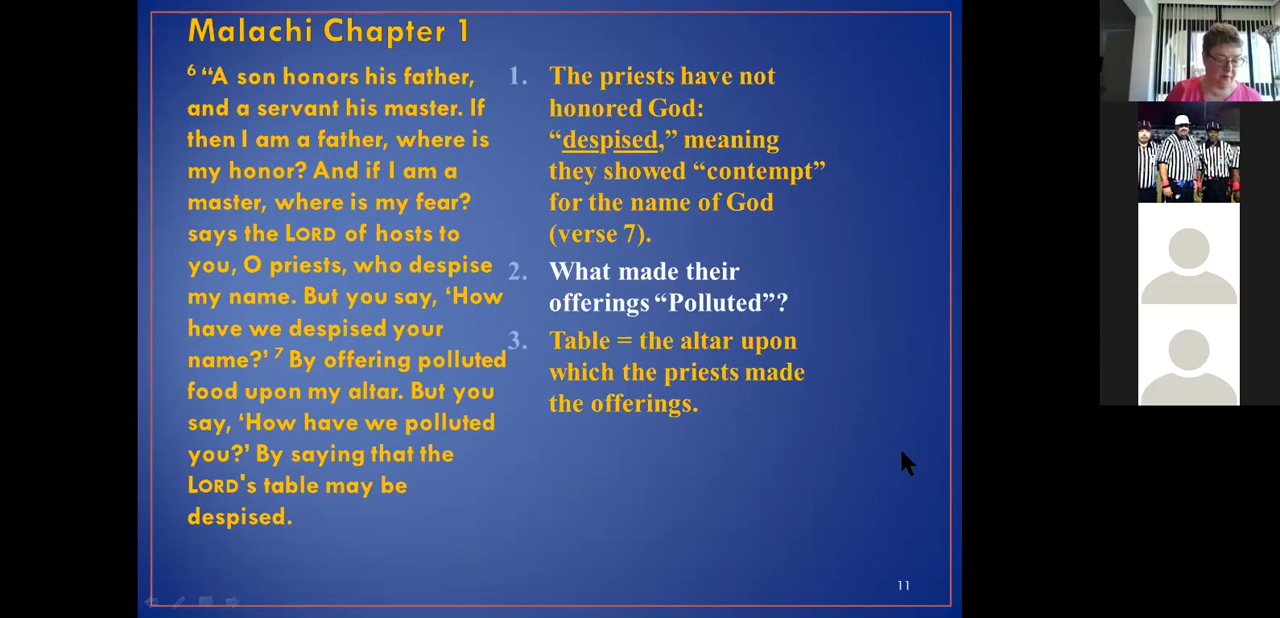 Malachi Chapter 1
6 “A son honors his father,
and a servant his master. If
then I am a father, where is
my honor? And if I am a
master, where is my fear?
says the LORD of hosts to
you, O priests, who despise
my name. But you say, ‘How
have we despised your
name?’ 7 By offering polluted
food upon my altar. But you
say, ‘How have we polluted
you?’ By saying that the
LORD's table may be
despised.
1. The priests have not
honored God:
“despised,” meaning
they showed “contempt”
for the name of God
(verse 7).
2. What made their
offerings “Polluted”?
3. Table = the altar upon
which the priests made
the offerings.
11